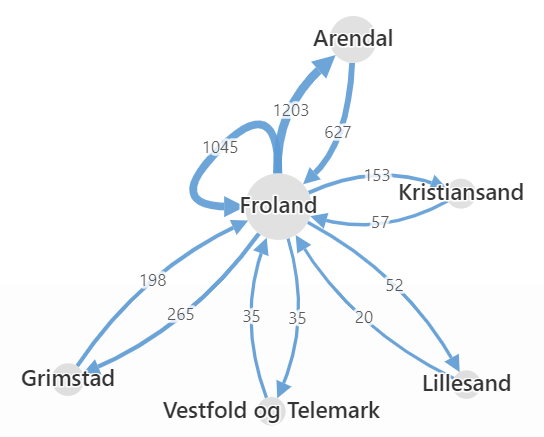 Arendal
1203
1045
627
153
Kristiansand
Froland
57
198
52
265
35
35
20
Grimstad
Lillesand
Vestfold og Telemark